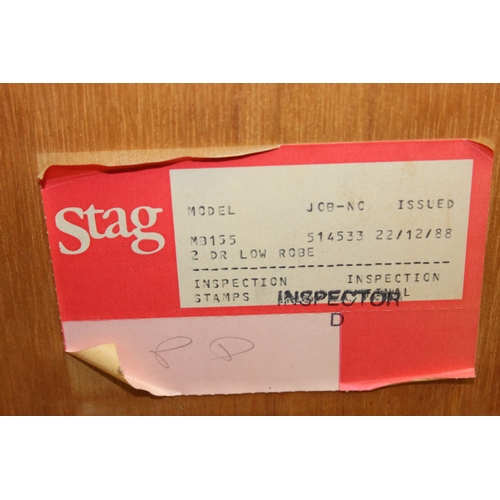 Stag
MODEL JOB-NO ISSUED
MB155 514533 22/12/88
2 DR LOW ROBE
INSPECTION INSPECTION
STAMPS INSPECTOR
D
P D